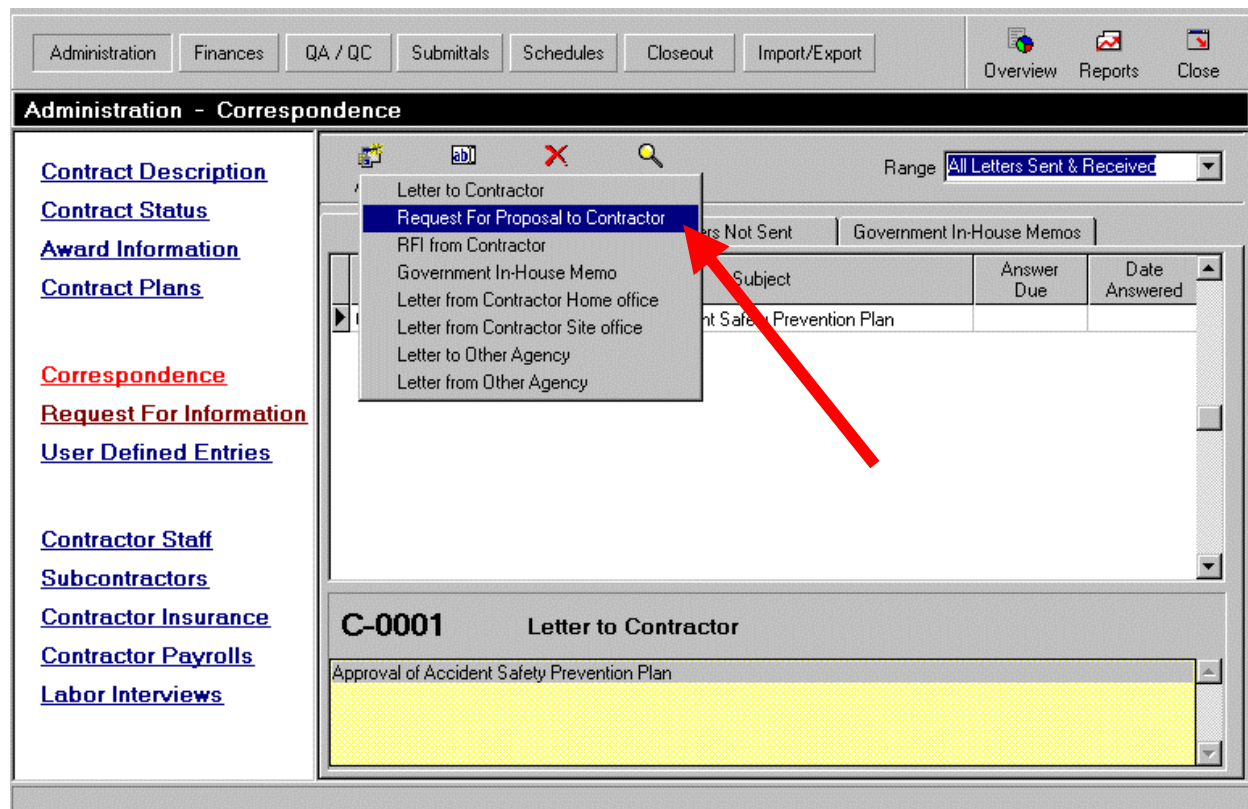 Administration Finances QA / QC Submittals Schedules Closeout Import/Export Overview Reports Close
Administration - Correspondence
Contract Description
Contract Status
Award Information
Contract Plans
Correspondence
Request For Information
User Defined Entries
Contractor Staff
Subcontractors
Contractor Insurance
Contractor Payrolls
Labor Interviews
ab
Range All Letters Sent & Received
Letter to Contractor
Request For Proposal to Contractor
RFI from Contractor
Government In-House Memo
Letter from Contractor Home office
Letter from Contractor Site office
Letter to Other Agency
Letter from Other Agency
Not Sent Government In-House Memos
Subject Answer Due Date Answered
Safety Prevention Plan
C-0001 Letter to Contractor
Approval of Accident Safety Prevention Plan